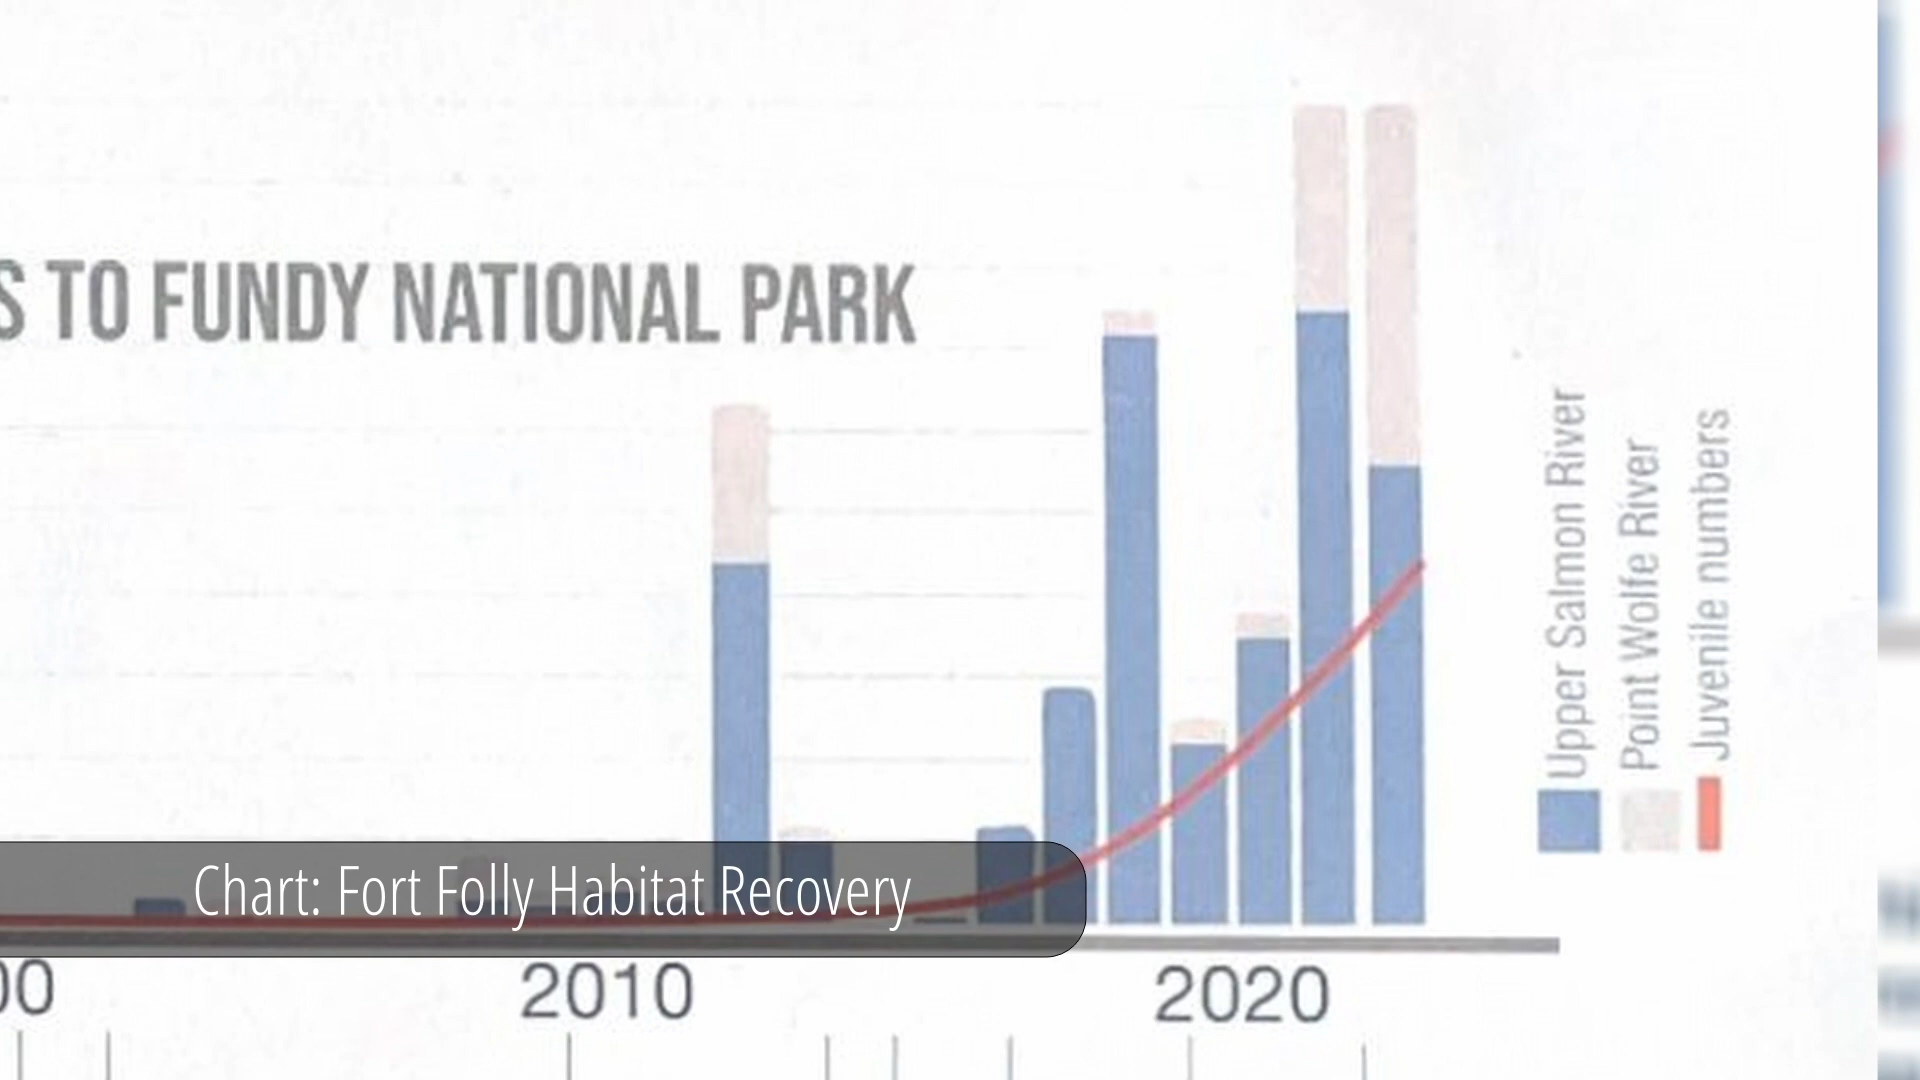 S TO FUNDY NATIONAL PARK
Upper Salmon River
Point Wolfe River
Juvenile numbers
Chart: Fort Folly Habitat Recovery
00
2010
2020